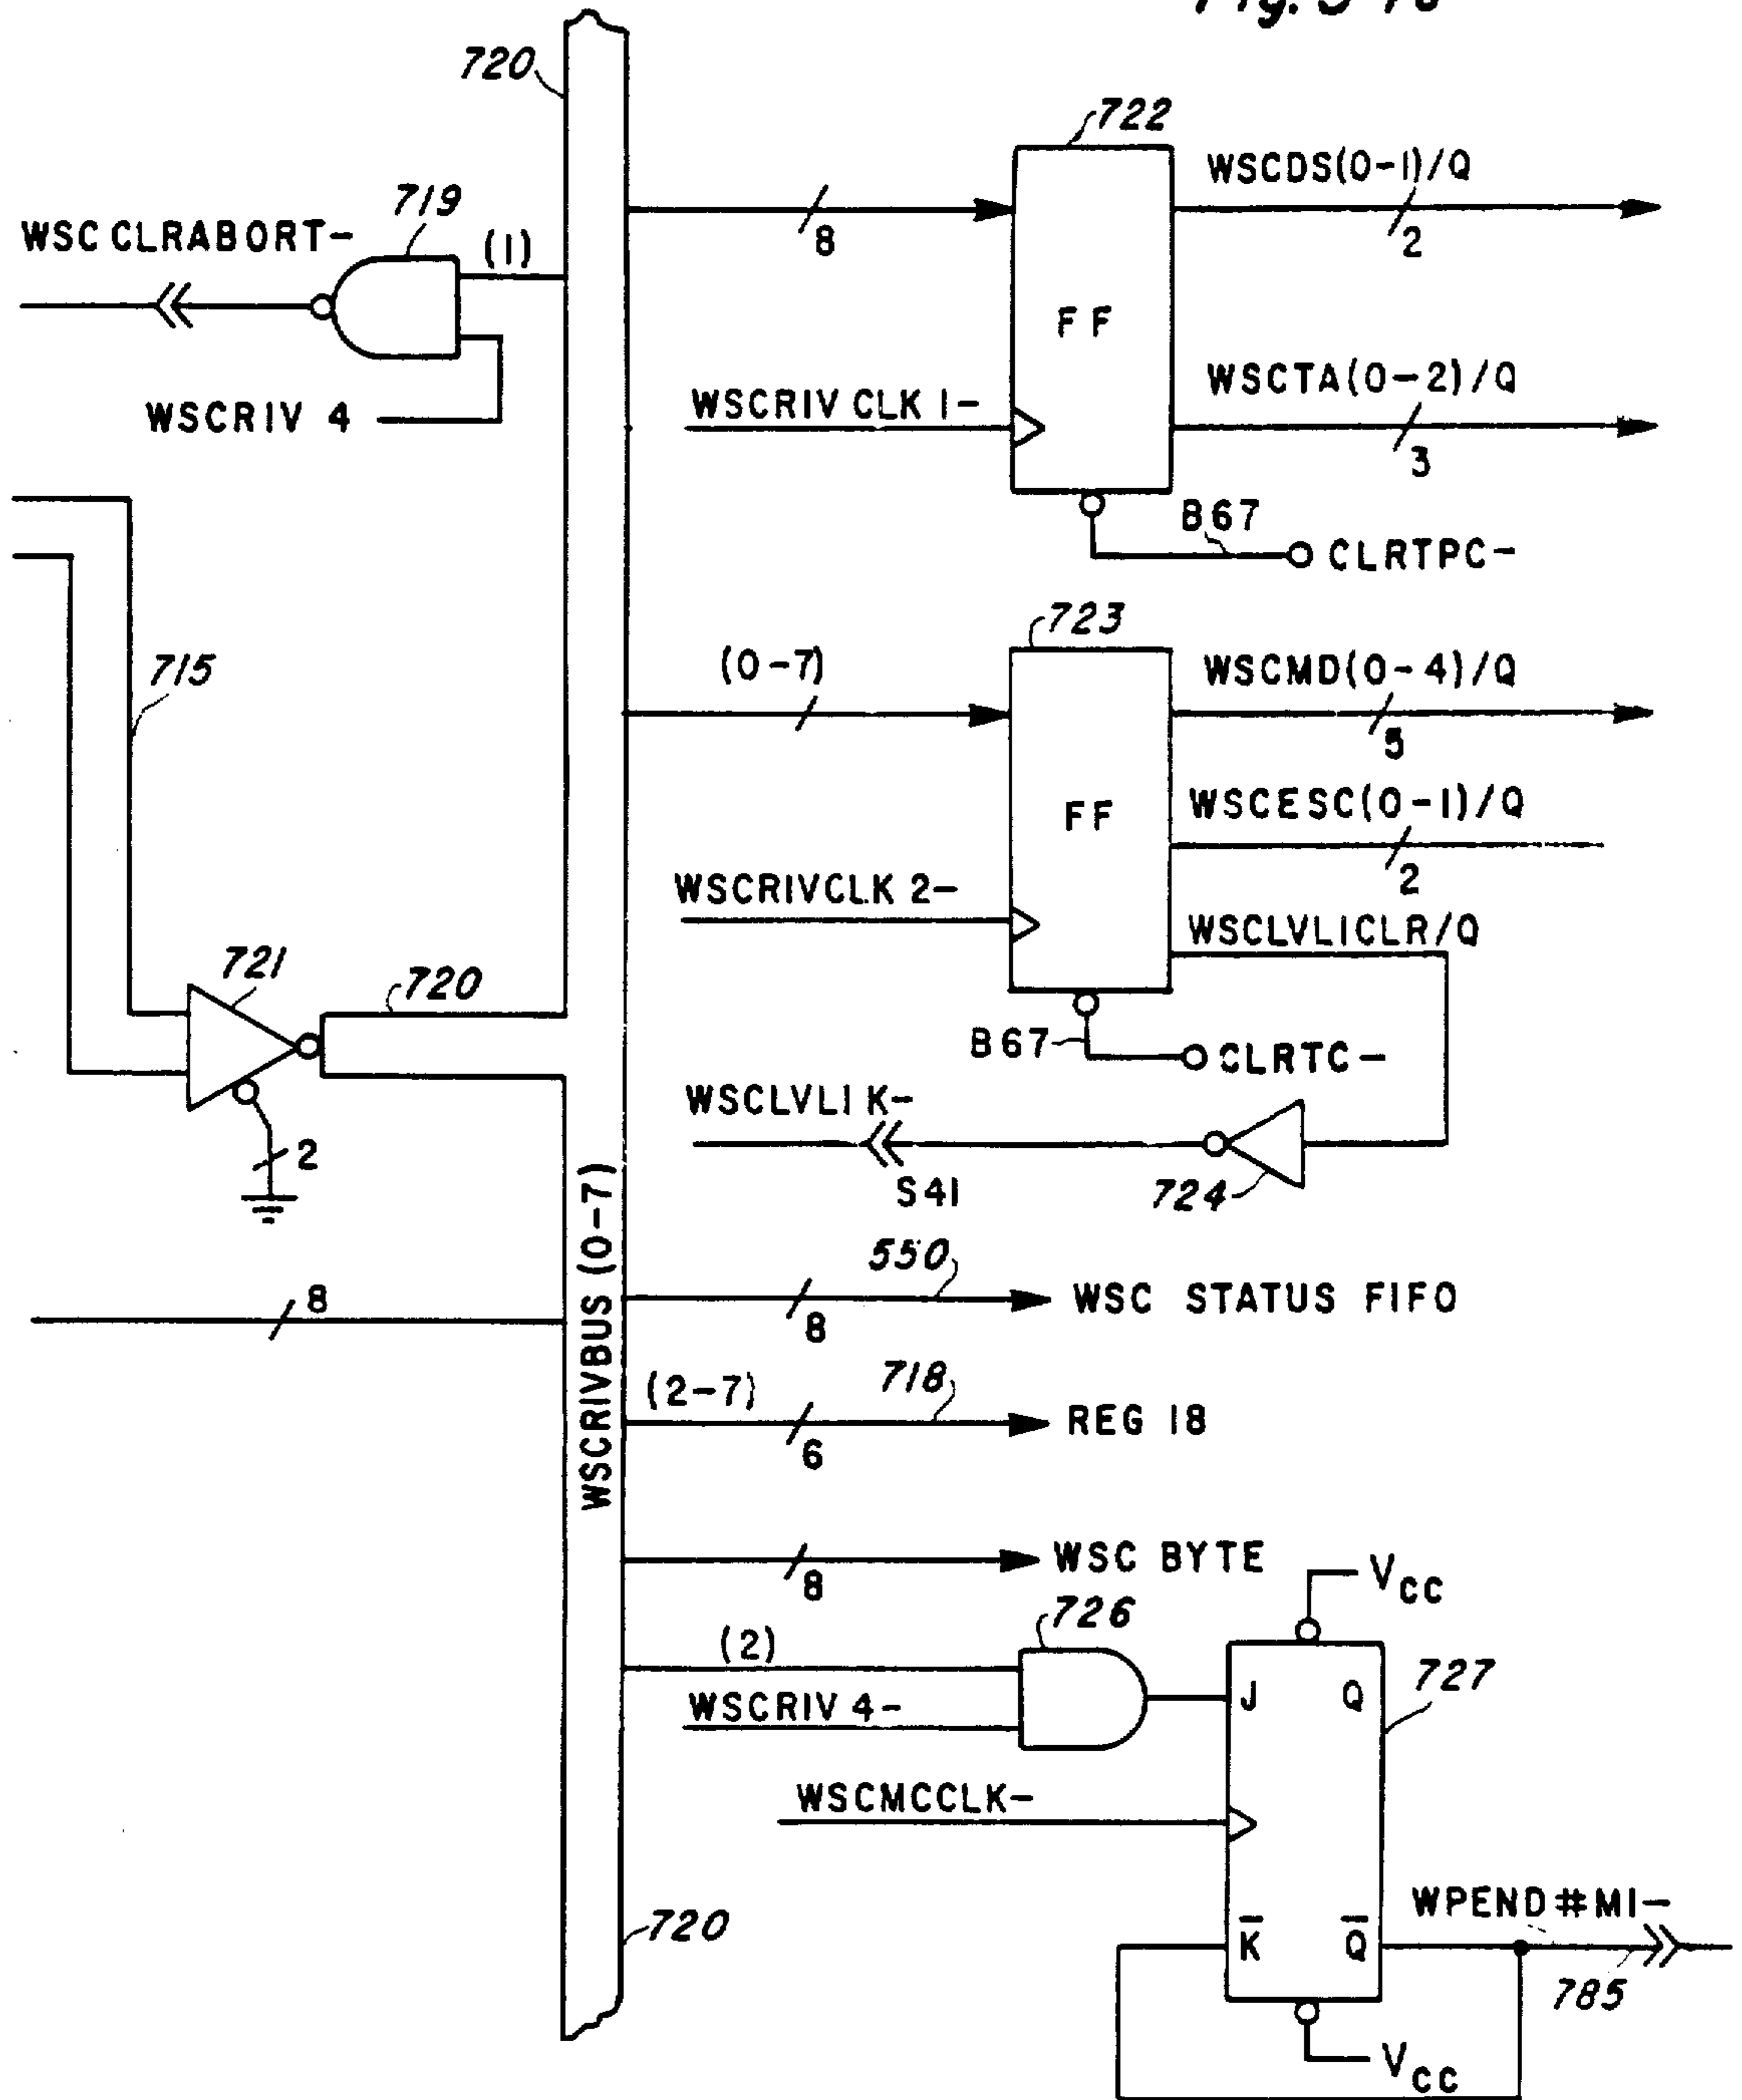 720
722
WSCDS(0-1)/Q
719
WSC CLRABORT-
(1)
8
2
FF
WSCTA(0-2)/Q
WSCRIV CLK 1-
WSCRIV 4
3
B67
CLRTPC-
723
(0-7)
WSCMD(0-4)/Q
715
5
WSCESC(0-1)/Q
FF
2
WSCRIVCLK 2-
WSCLVL1CLR/Q
721
720
B67
CLRTC-
WSCLVL1 K-
2
S41
724
WSCRIVBUS (0-7)
550
8
WSC STATUS FIFO
8
(2-7)
718
REG 18
6
WSC BYTE
8
VCC
726
(2)
727
J
Q
WSCRIV 4-
WSCMCCLK-
WPEND#MI-
720
K̅
Q̅
785
VCC